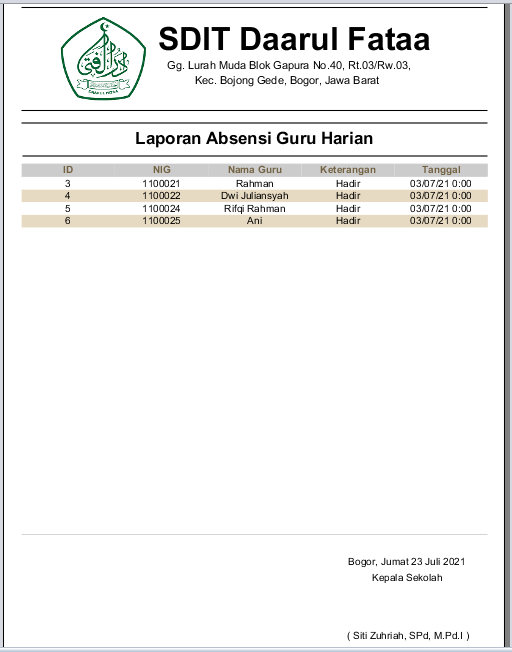 SDIT Daarul Fataa
Gg. Lurah Muda Blok Gapura No.40, Rt.03/Rw.03,
Kec. Bojong Gede, Bogor, Jawa Barat
Laporan Absensi Guru Harian
ID NIG Nama Guru Keterangan Tanggal
3 1100021 Rahman Hadir 03/07/21 0:00
4 1100022 Dwi Juliansyah Hadir 03/07/21 0:00
5 1100024 Rifqi Rahman Hadir 03/07/21 0:00
6 1100025 Ani Hadir 03/07/21 0:00
Bogor, Jumat 23 Juli 2021
Kepala Sekolah
( Siti Zuhriah, SPd, M.Pd.I )